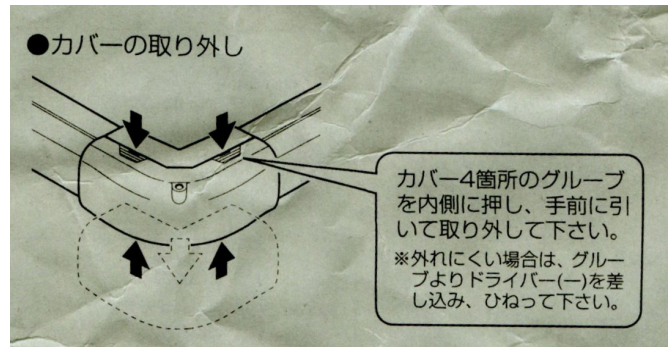 ●カバーの取り外し
カバー4箇所のグルーブ
を内側に押し、手前に引
いて取り外して下さい。
※外れにくい場合は、グルー
ブよりドライバー(ー)を差
し込み、ひねって下さい。